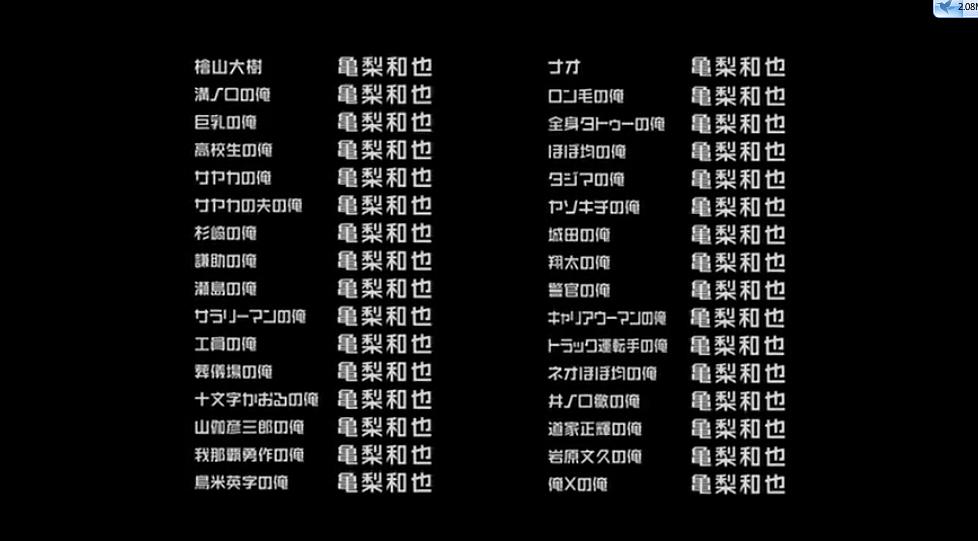 2.08M
檜山大樹 亀梨和也
溝ノ口の俺 亀梨和也
巨乳の俺 亀梨和也
高校生の俺 亀梨和也
サヤカの俺 亀梨和也
サヤカの夫の俺 亀梨和也
杉崎の俺 亀梨和也
謙助の俺 亀梨和也
瀬島の俺 亀梨和也
サラリーマンの俺 亀梨和也
工員の俺 亀梨和也
葬儀場の俺 亀梨和也
十文字かおるの俺 亀梨和也
山伽彦三郎の俺 亀梨和也
我那覇勇作の俺 亀梨和也
鳥米英字の俺 亀梨和也
ナオ 亀梨和也
ロン毛の俺 亀梨和也
全身タトゥーの俺 亀梨和也
ほぼ均の俺 亀梨和也
タジマの俺 亀梨和也
ヤソキチの俺 亀梨和也
城田の俺 亀梨和也
翔太の俺 亀梨和也
警官の俺 亀梨和也
キャリアウーマンの俺 亀梨和也
トラック運転手の俺 亀梨和也
ネオほぼ均の俺 亀梨和也
井ノ口徹の俺 亀梨和也
道家正輝の俺 亀梨和也
岩原文久の俺 亀梨和也
俺Xの俺 亀梨和也